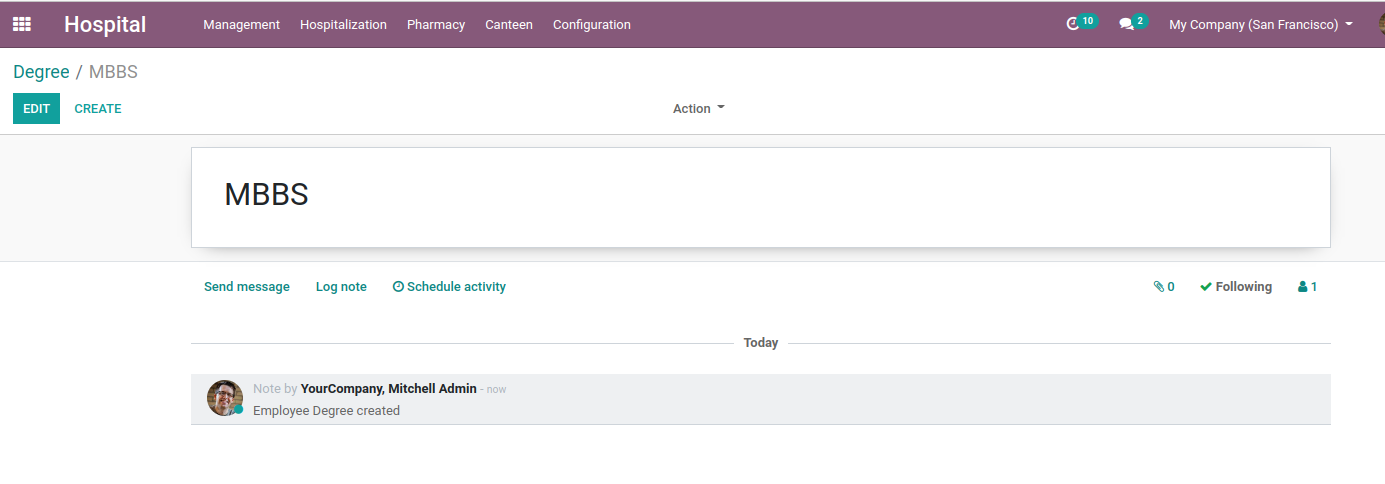 Hospital Management Hospitalization Pharmacy Canteen Configuration 10 2 My Company (San Francisco)
Degree / MBBS
EDIT CREATE Action
MBBS
Send message Log note Schedule activity 0 Following 1
Today
Note by YourCompany, Mitchell Admin - now
Employee Degree created